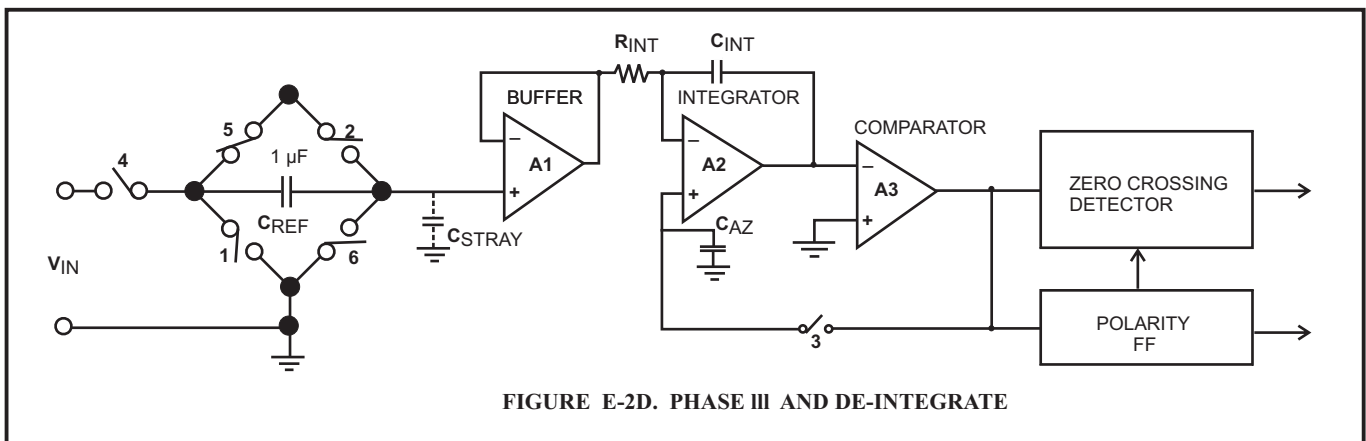 RINT
CINT
BUFFER
INTEGRATOR
5
2
4
1 µF
CREF
1
6
CSTRAY
VIN
–
+
A1
–
+
A2
CAZ
COMPARATOR
–
+
A3
3
ZERO CROSSING
DETECTOR
POLARITY
FF
FIGURE E-2D. PHASE III AND DE-INTEGRATE